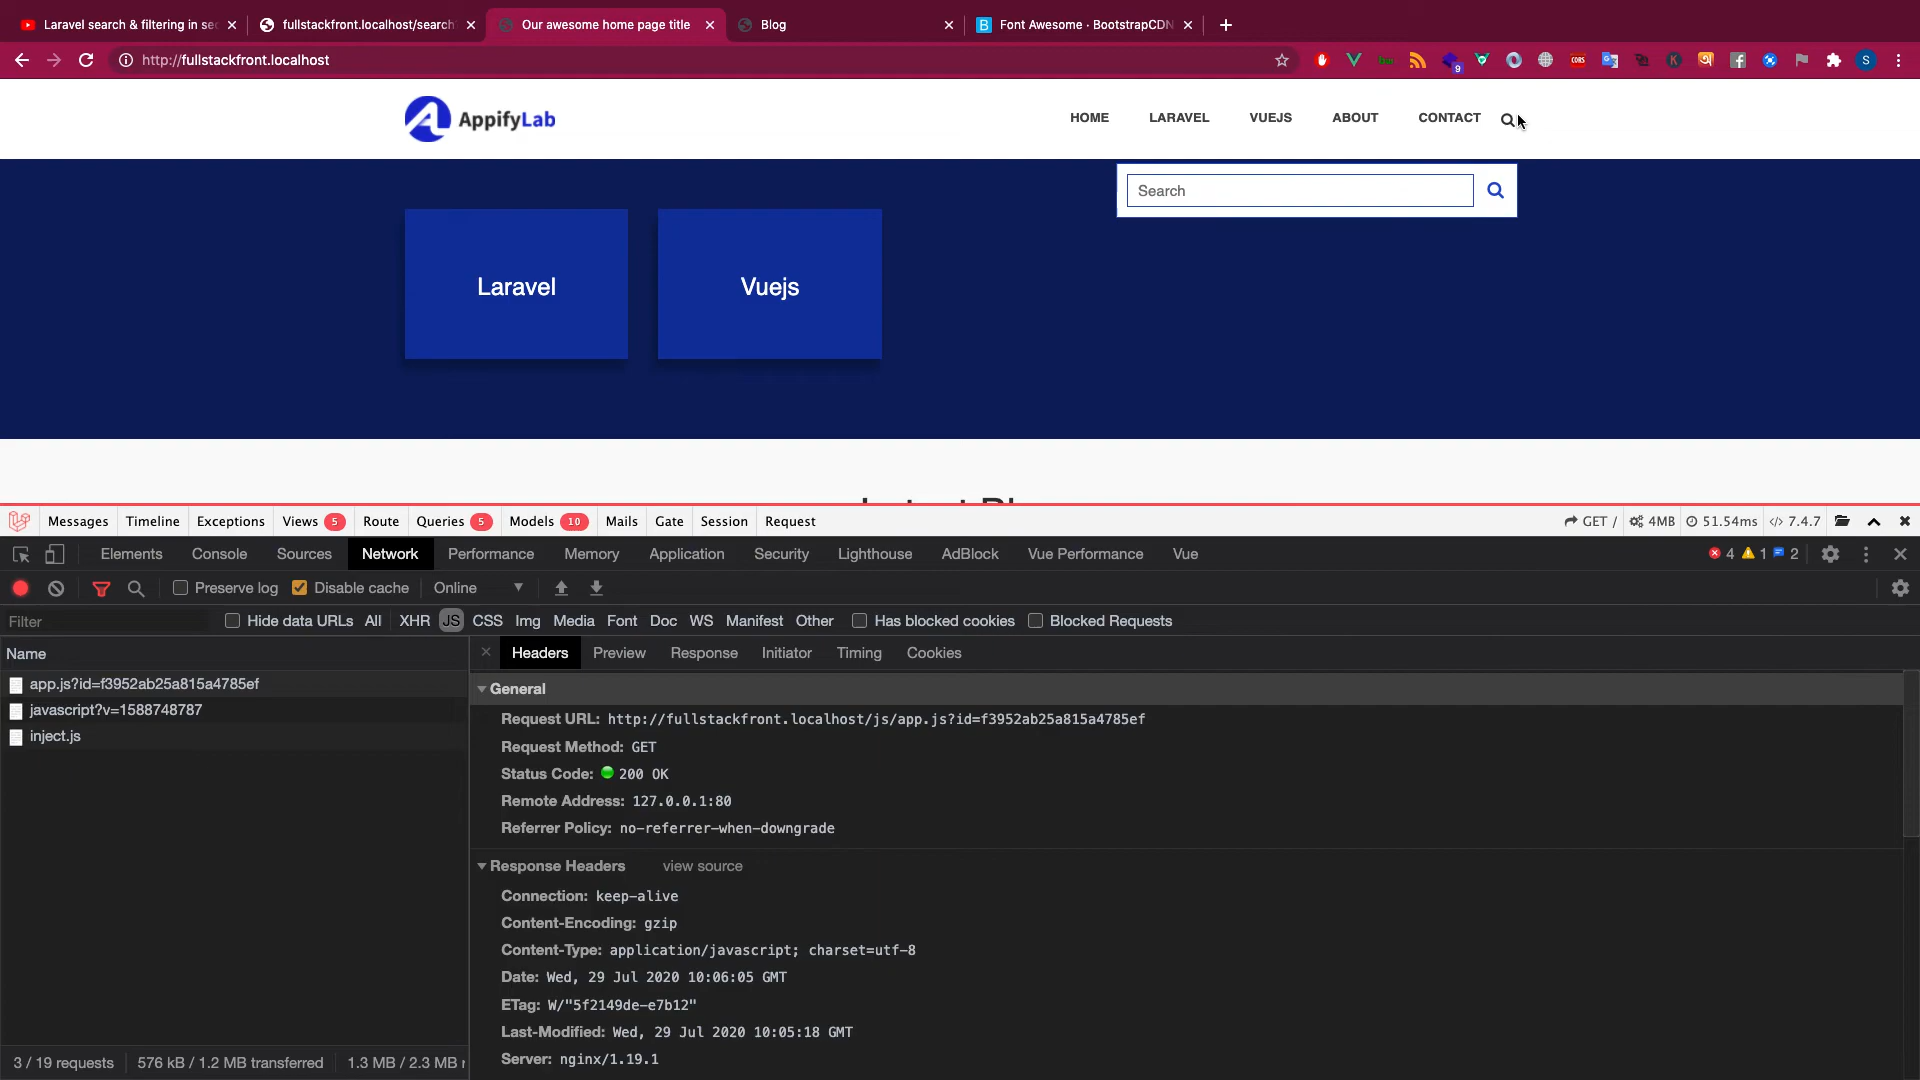 Laravel search & filtering in se
fullstackfront.localhost/search
Our awesome home page title
Blog
B Font Awesome · BootstrapCDN
http://fullstackfront.localhost
9
CORS
K
S
AppifyLab
HOME
LARAVEL
VUEJS
ABOUT
CONTACT
Search
Laravel
Vuejs
Messages
Timeline
Exceptions
Views 5
Route
Queries 5
Models 10
Mails
Gate
Session
Request
GET /
4MB
51.54ms
7.4.7
Elements
Console
Sources
Network
Performance
Memory
Application
Security
Lighthouse
AdBlock
Vue Performance
Vue
4
1
2
Preserve log
Disable cache
Online
Filter
Hide data URLs
All
XHR
JS
CSS
Img
Media
Font
Doc
WS
Manifest
Other
Has blocked cookies
Blocked Requests
Name
Headers
Preview
Response
Initiator
Timing
Cookies
app.js?id=f3952ab25a815a4785ef
javascript?v=1588748787
inject.js
General
Request URL: http://fullstackfront.localhost/js/app.js?id=f3952ab25a815a4785ef
Request Method: GET
Status Code: 200 OK
Remote Address: 127.0.0.1:80
Referrer Policy: no-referrer-when-downgrade
Response Headers view source
Connection: keep-alive
Content-Encoding: gzip
Content-Type: application/javascript; charset=utf-8
Date: Wed, 29 Jul 2020 10:06:05 GMT
ETag: W/"5f2149de-e7b12"
Last-Modified: Wed, 29 Jul 2020 10:05:18 GMT
Server: nginx/1.19.1
3 / 19 requests
576 kB / 1.2 MB transferred
1.3 MB / 2.3 MB r